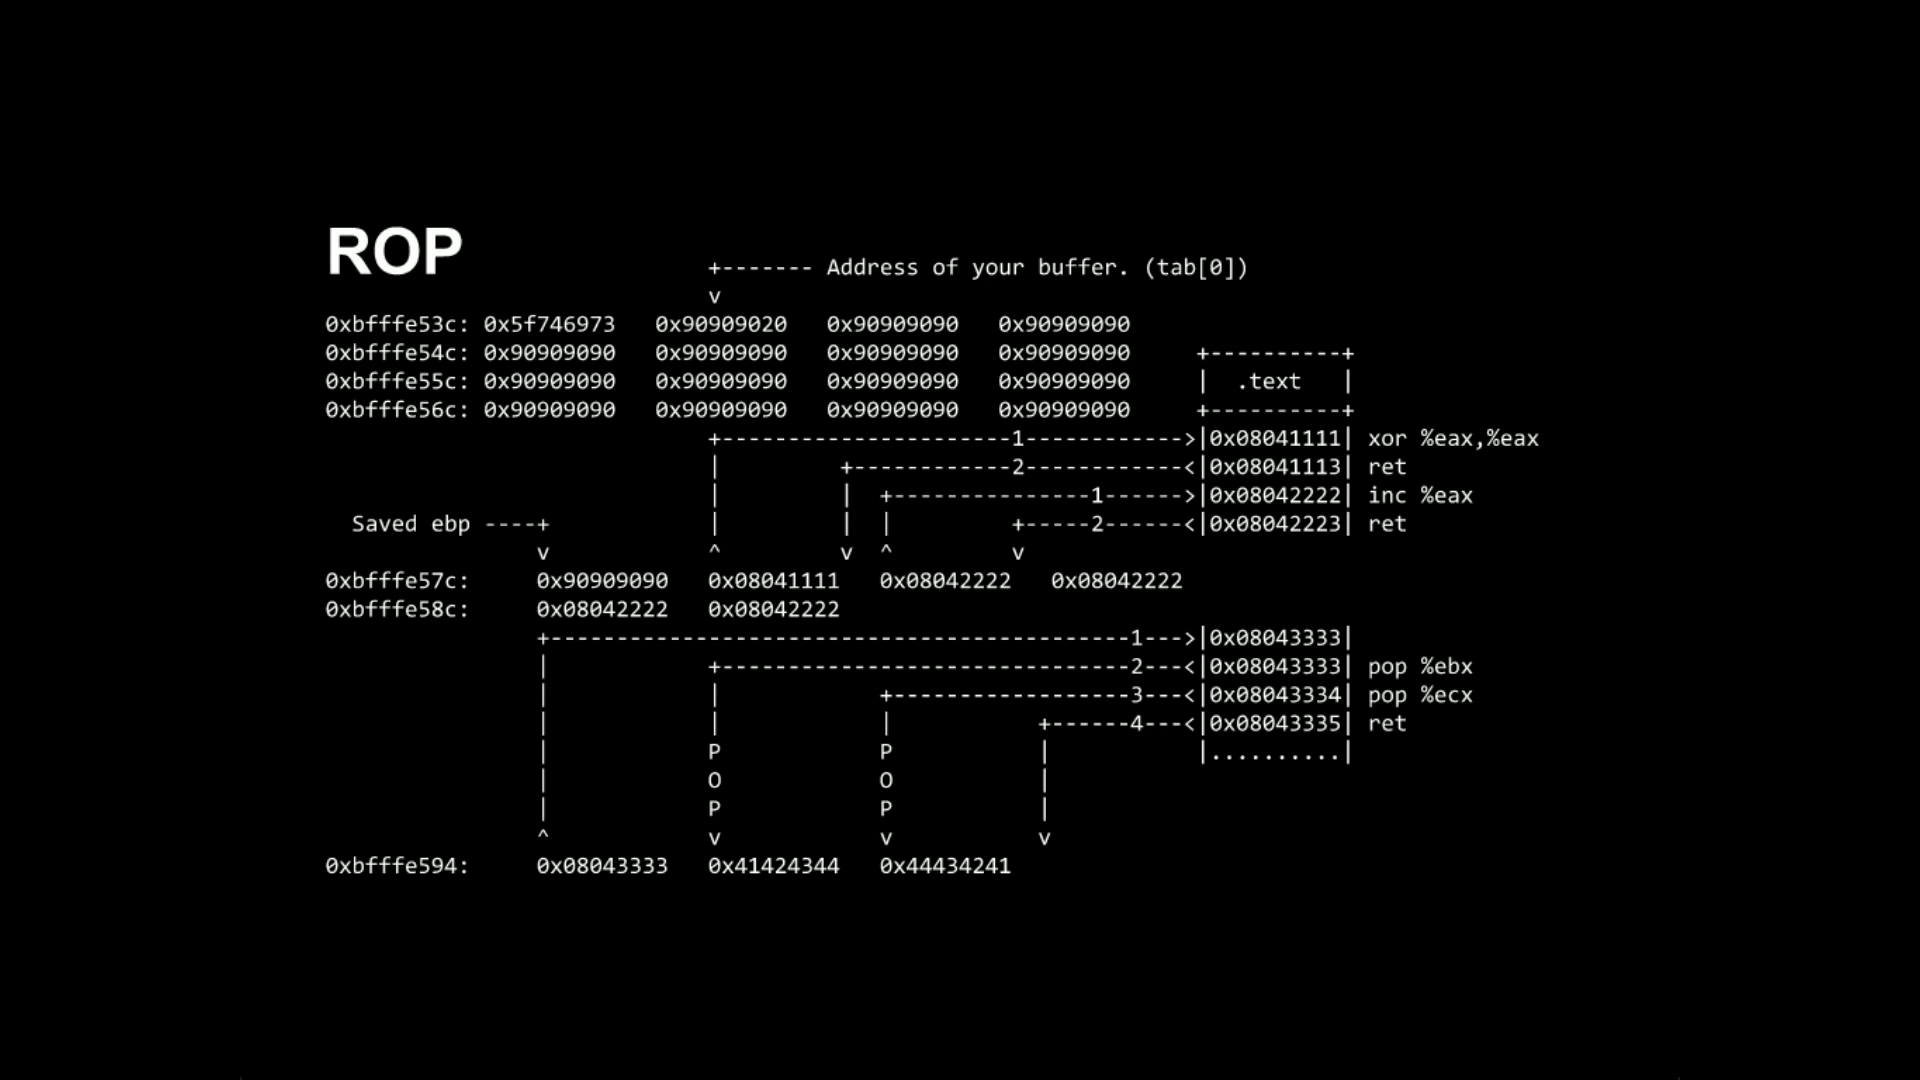 ROP
+------- Address of your buffer. (tab[0])
v
0xbfffe53c: 0x5f746973   0x90909020   0x90909090   0x90909090
0xbfffe54c: 0x90909090   0x90909090   0x90909090   0x90909090     +----------+
0xbfffe55c: 0x90909090   0x90909090   0x90909090   0x90909090     |  .text   |
0xbfffe56c: 0x90909090   0x90909090   0x90909090   0x90909090     +----------+
+----------------------1------------>|0x08041111| xor %eax,%eax
|         +------------2------------<|0x08041113| ret
|         |  +---------------1------>|0x08042222| inc %eax
Saved ebp ----+            |         |  |         +-----2------<|0x08042223| ret
v            ^         v  ^         v
0xbfffe57c:     0x90909090   0x08041111   0x08042222   0x08042222
0xbfffe58c:     0x08042222   0x08042222
+--------------------------------------------1--->|0x08043333|
|            +-------------------------------2---<|0x08043333| pop %ebx
|            |            +------------------3---<|0x08043334| pop %ecx
|            |            |           +------4---<|0x08043335| ret
|            P            P           |           |..........|
|            O            O           |
|            P            P           |
^            v            v           v
0xbfffe594:     0x08043333   0x41424344   0x44434241